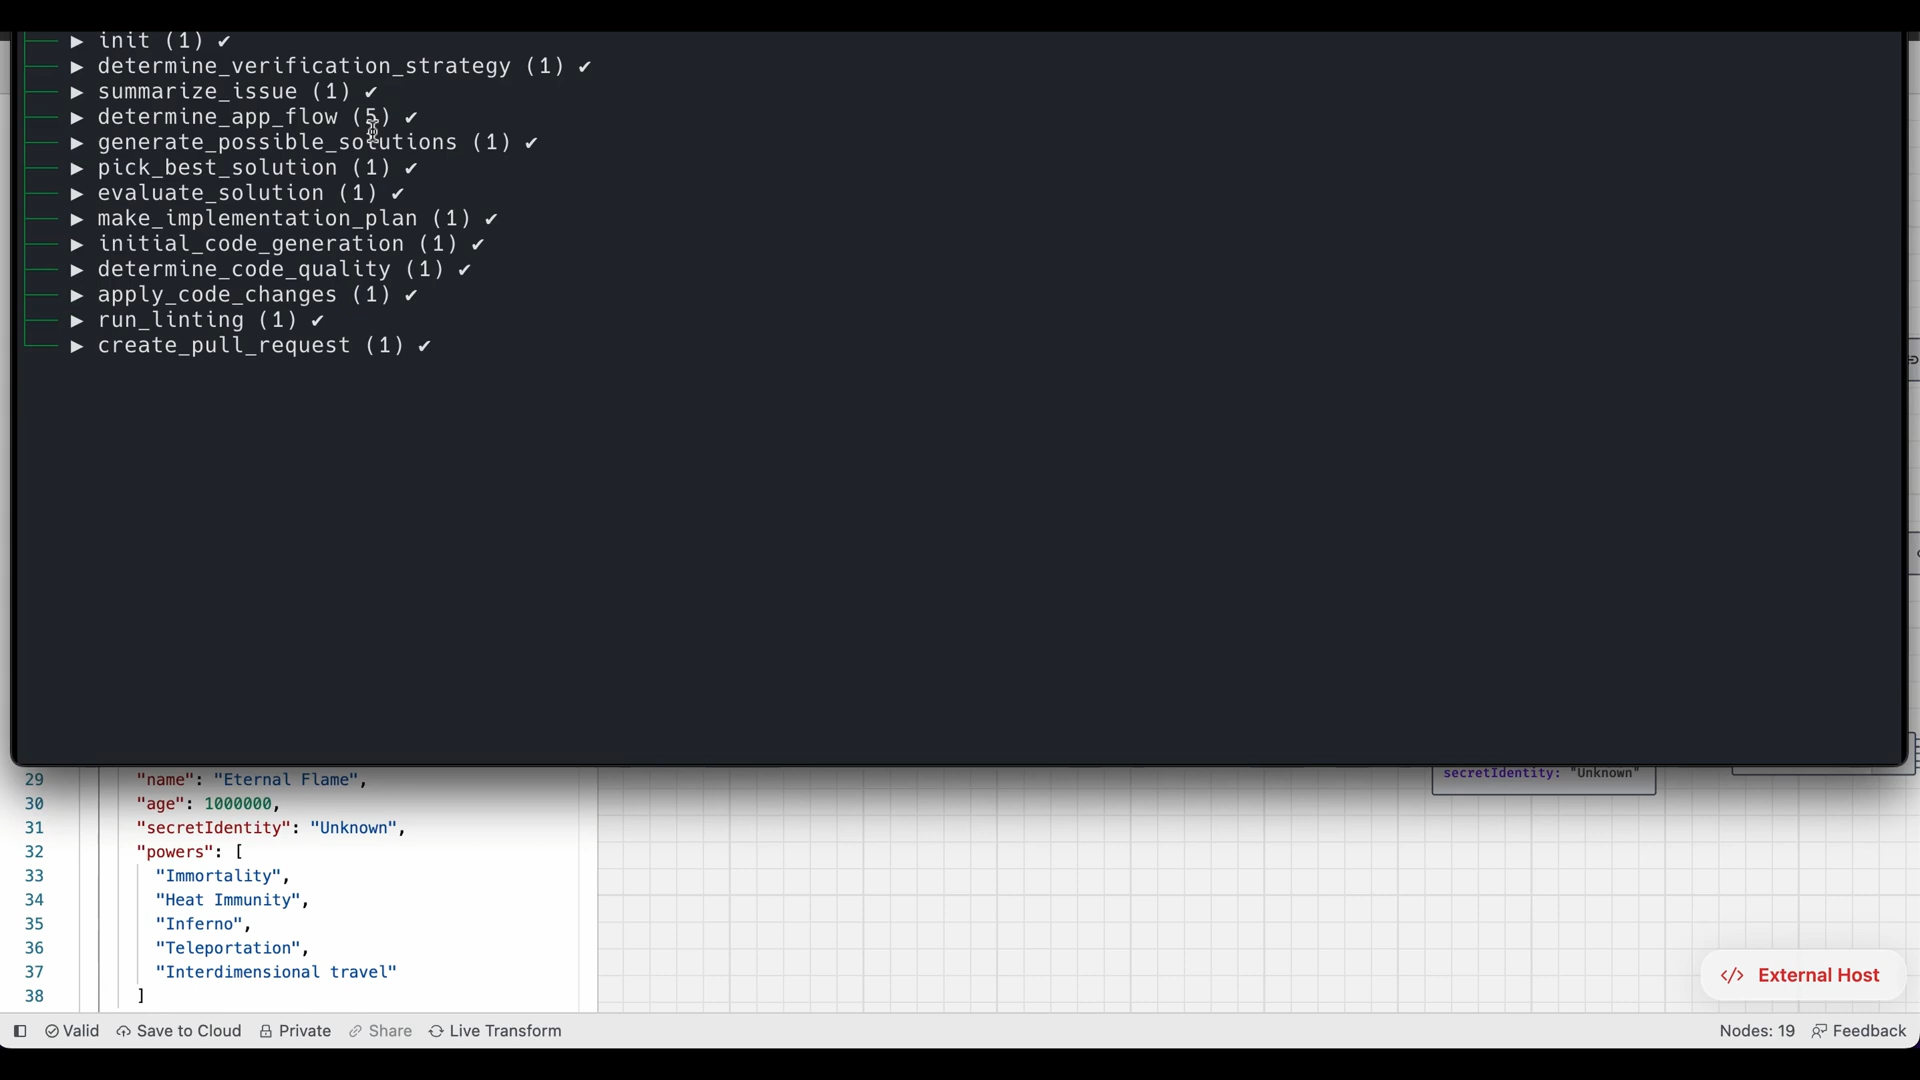 ▶ init (1) ✔
▶ determine_verification_strategy (1) ✔
▶ summarize_issue (1) ✔
▶ determine_app_flow (5) ✔
▶ generate_possible_solutions (1) ✔
▶ pick_best_solution (1) ✔
▶ evaluate_solution (1) ✔
▶ make_implementation_plan (1) ✔
▶ initial_code_generation (1) ✔
▶ determine_code_quality (1) ✔
▶ apply_code_changes (1) ✔
▶ run_linting (1) ✔
▶ create_pull_request (1) ✔
secretIdentity: "Unknown"
29 "name": "Eternal Flame",
30 "age": 1000000,
31 "secretIdentity": "Unknown",
32 "powers": [
33 "Immortality",
34 "Heat Immunity",
35 "Inferno",
36 "Teleportation",
37 "Interdimensional travel"
38 ]
</> External Host
Valid Save to Cloud Private Share Live Transform Nodes: 19 Feedback